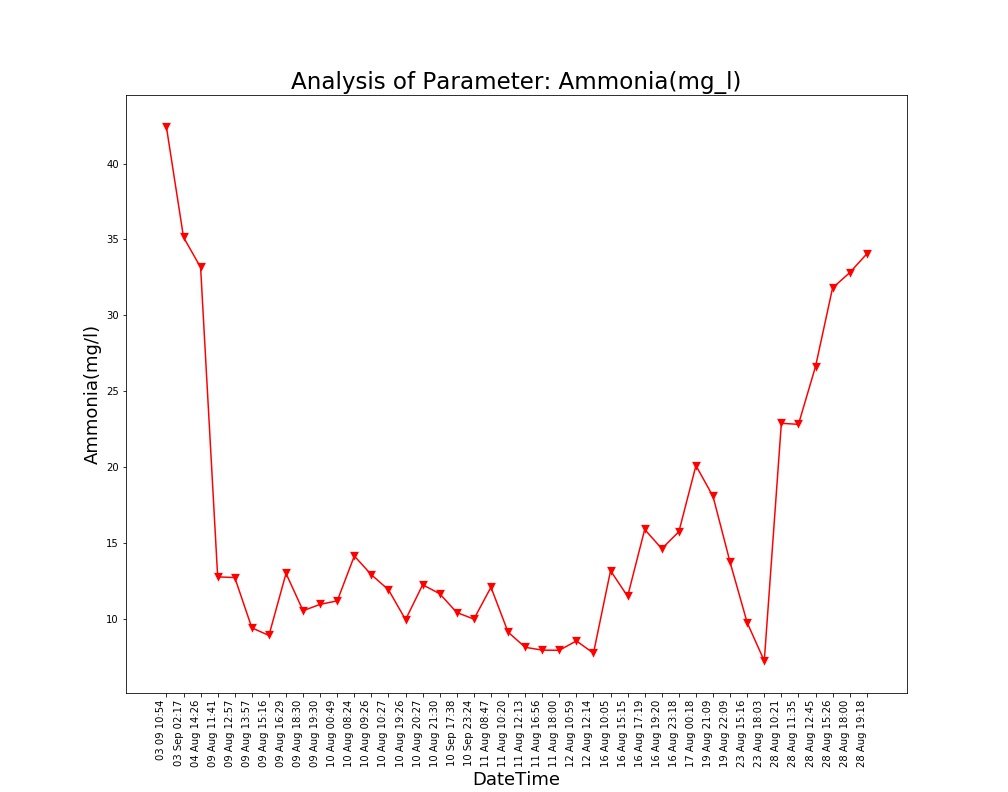 Analysis of Parameter: Ammonia(mg_l)
Ammonia(mg/l)
40
35
30
25
20
15
10
03 09 10:54
03 Sep 02:17
04 Aug 14:26
09 Aug 11:41
09 Aug 12:57
09 Aug 13:57
09 Aug 15:16
09 Aug 16:29
09 Aug 18:30
09 Aug 19:30
10 Aug 00:49
10 Aug 08:24
10 Aug 09:26
10 Aug 10:27
10 Aug 19:26
10 Aug 20:27
10 Aug 21:30
10 Sep 17:38
10 Sep 23:24
11 Aug 08:47
11 Aug 10:20
11 Aug 12:13
11 Aug 16:56
11 Aug 18:00
12 Aug 10:59
12 Aug 12:14
16 Aug 10:05
16 Aug 15:15
16 Aug 17:19
16 Aug 19:20
16 Aug 23:18
17 Aug 00:18
19 Aug 21:09
19 Aug 22:09
23 Aug 15:16
23 Aug 18:03
28 Aug 10:21
28 Aug 11:35
28 Aug 12:45
28 Aug 15:26
28 Aug 18:00
28 Aug 19:18
DateTime